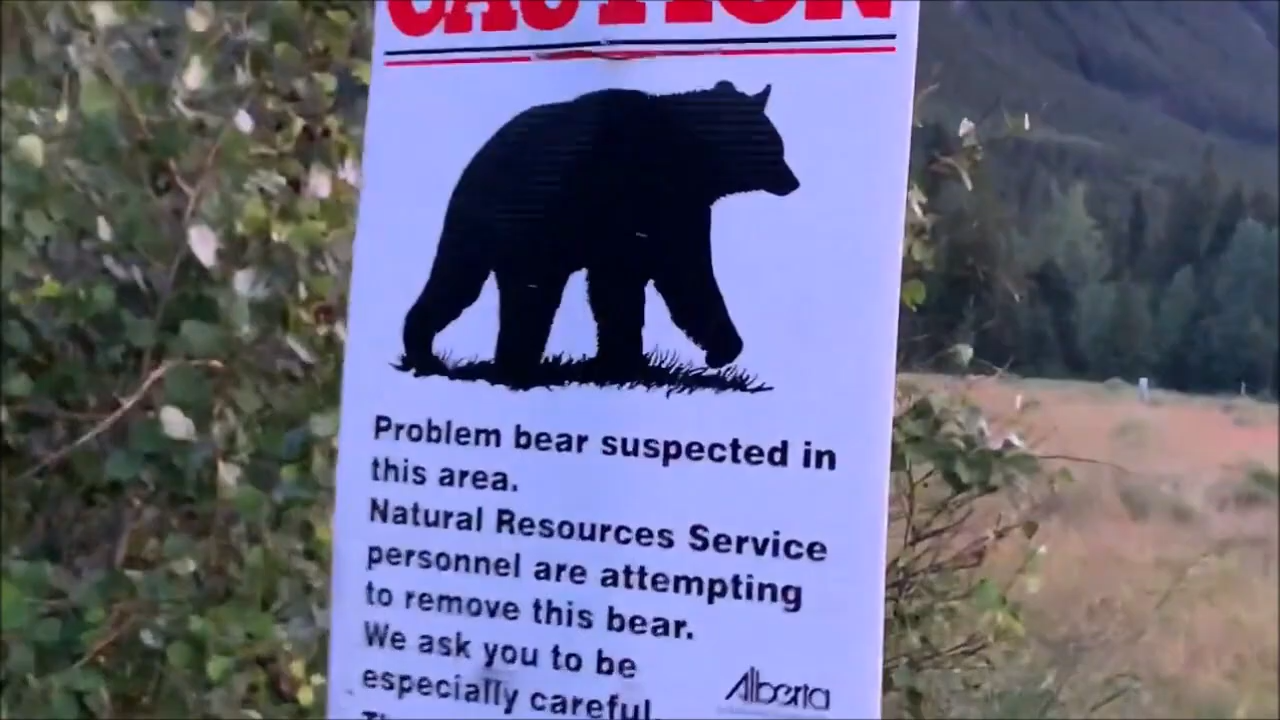 CAUTION
Problem bear suspected in
this area.
Natural Resources Service
personnel are attempting
to remove this bear.
We ask you to be
especially careful.
Alberta